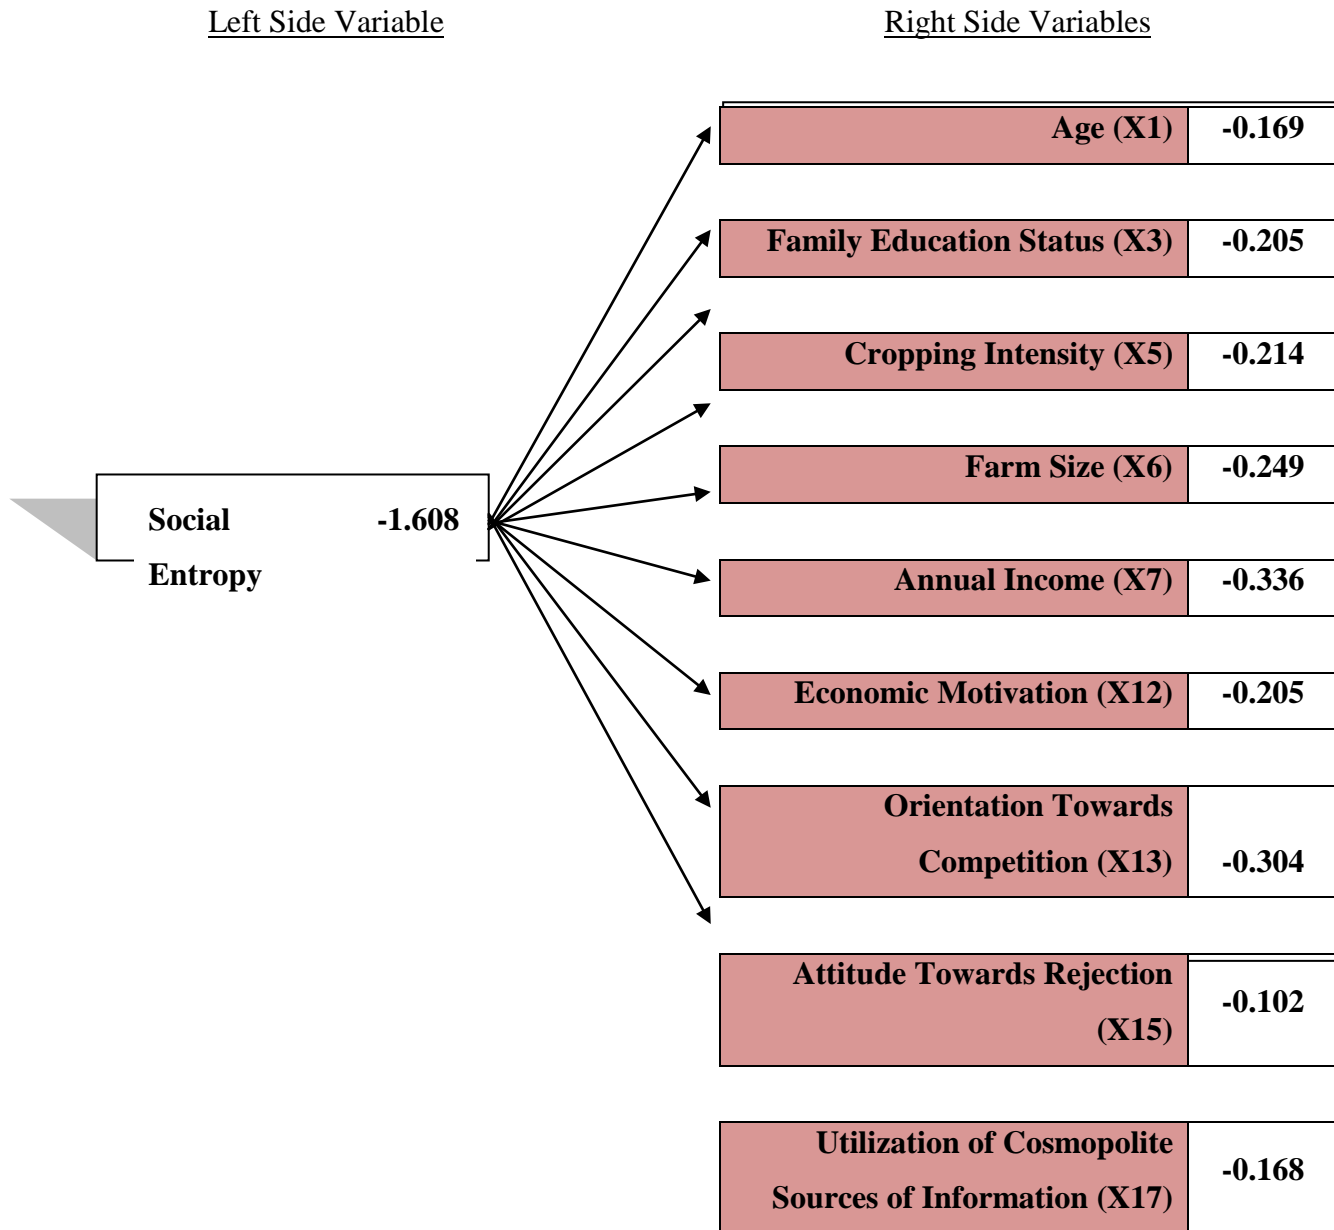 Left Side Variable
Right Side Variables
Age (X1) -0.169
Family Education Status (X3) -0.205
Cropping Intensity (X5) -0.214
Farm Size (X6) -0.249
Social -1.608
Entropy
Annual Income (X7) -0.336
Economic Motivation (X12) -0.205
Orientation Towards
Competition (X13) -0.304
Attitude Towards Rejection
(X15)
-0.102
Utilization of Cosmopolite
Sources of Information (X17)
-0.168